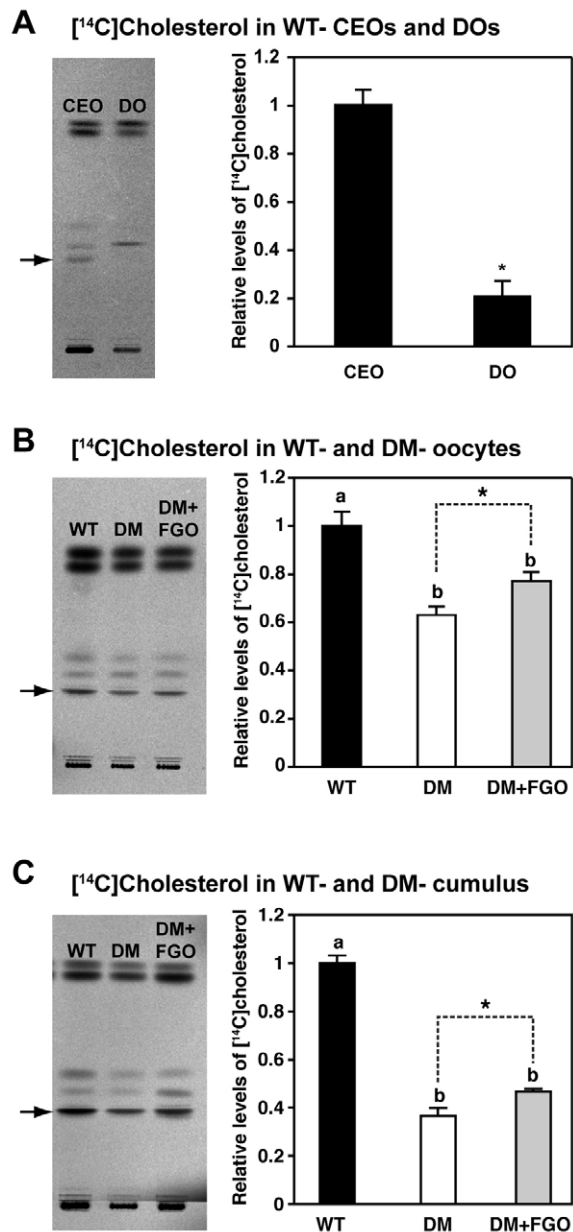 A [¹⁴C]Cholesterol in WT- CEOs and DOs
CEO DO
Relative levels of [¹⁴C]cholesterol
1.2
1
0.8
0.6
0.4
0.2
0
*
CEO DO
B [¹⁴C]Cholesterol in WT- and DM- oocytes
WT DM DM+
FGO
Relative levels of [¹⁴C]cholesterol
1.2
1
0.8
0.6
0.4
0.2
0
a
*
b
b
WT DM DM+FGO
C [¹⁴C]Cholesterol in WT- and DM- cumulus
WT DM DM+
FGO
Relative levels of [¹⁴C]cholesterol
1.2
1
0.8
0.6
0.4
0.2
0
a
*
b
b
WT DM DM+FGO